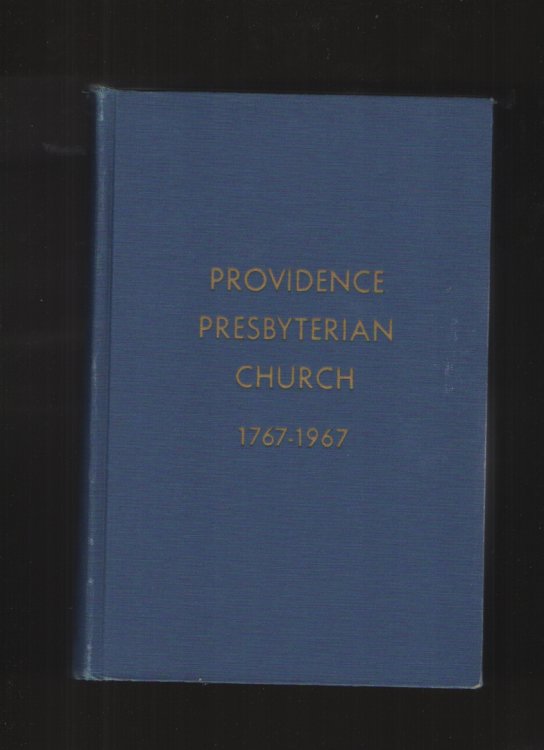 PROVIDENCE
PRESBYTERIAN
CHURCH
1767-1967